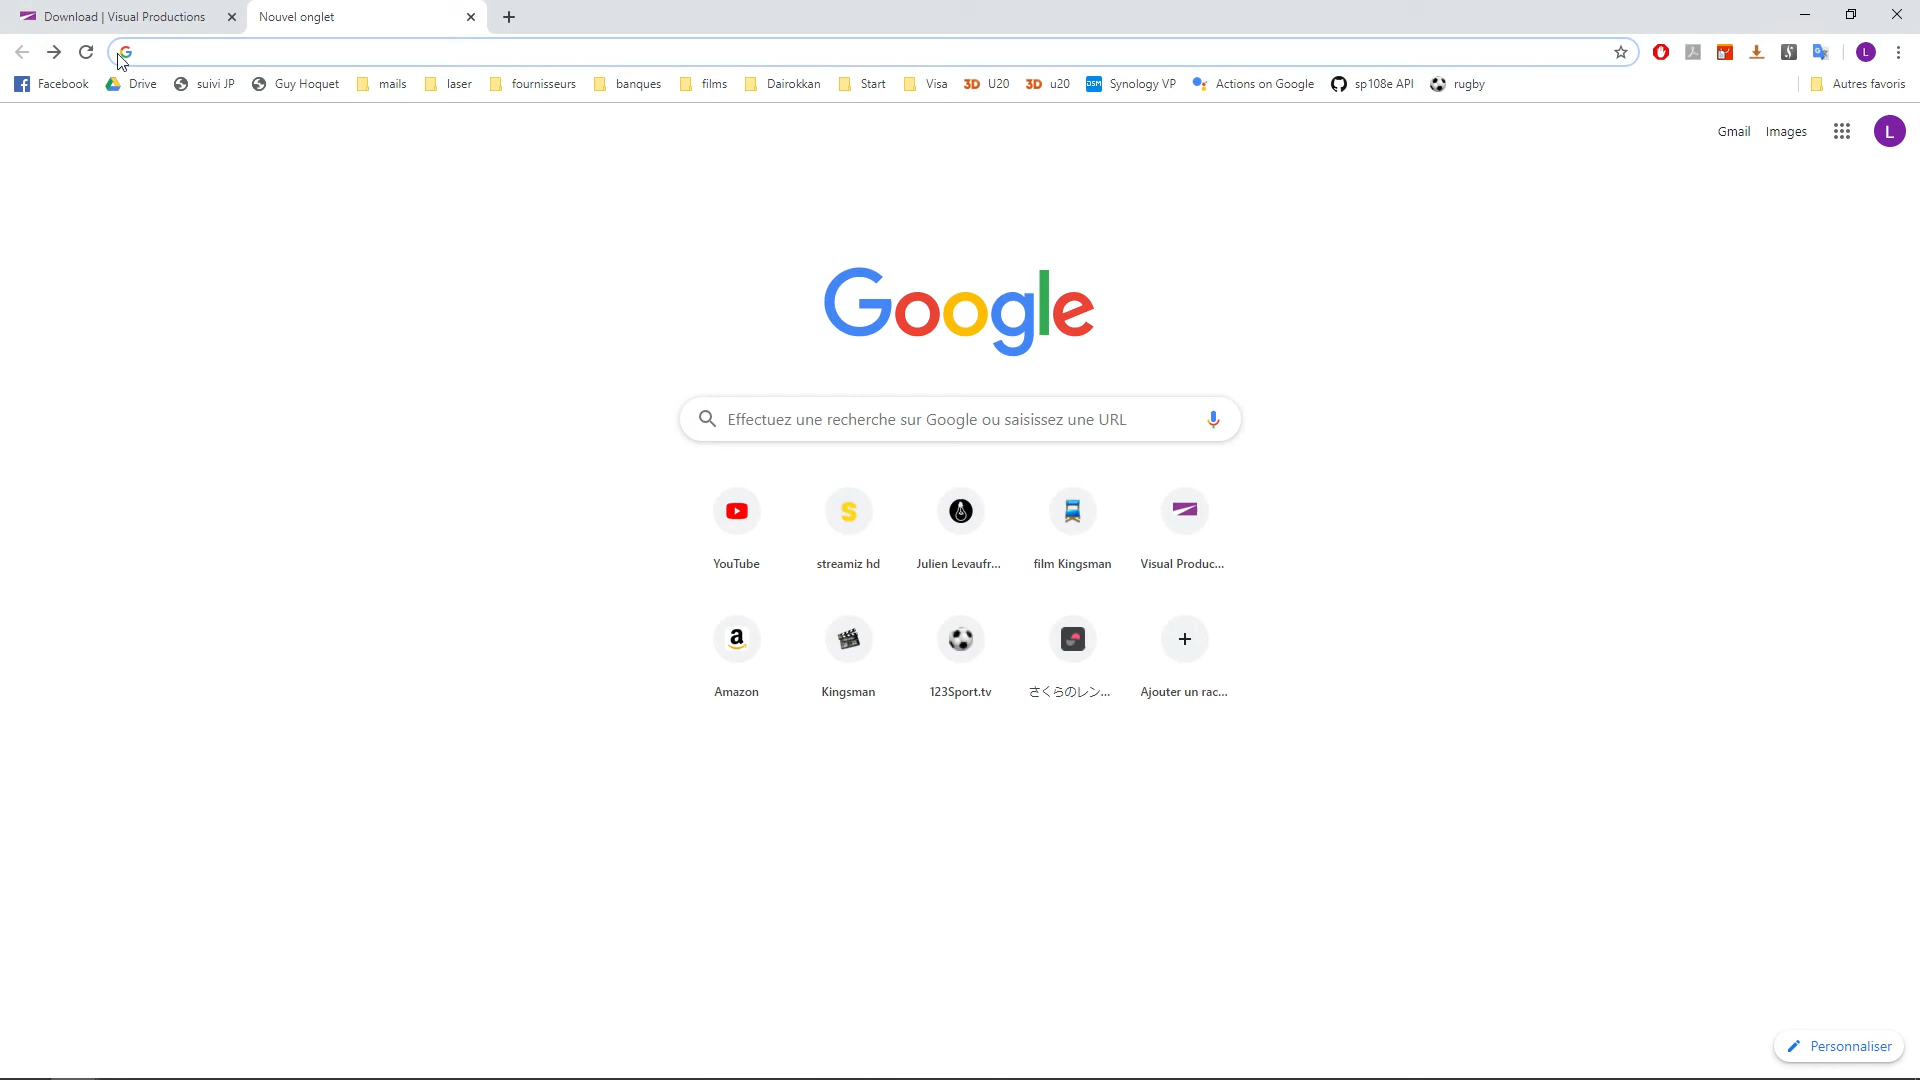 Download | Visual Productions
Nouvel onglet
Facebook Drive suivi JP Guy Hoquet mails laser fournisseurs banques films Dairokkan Start Visa 3D U20 3D u20 DSM Synology VP Actions on Google sp108e API rugby Autres favoris
L
Gmail Images L
Google
Effectuez une recherche sur Google ou saisissez une URL
YouTube streamiz hd Julien Levaufr... film Kingsman Visual Produc...
Amazon Kingsman 123Sport.tv さくらのレン... Ajouter un rac...
Personnaliser